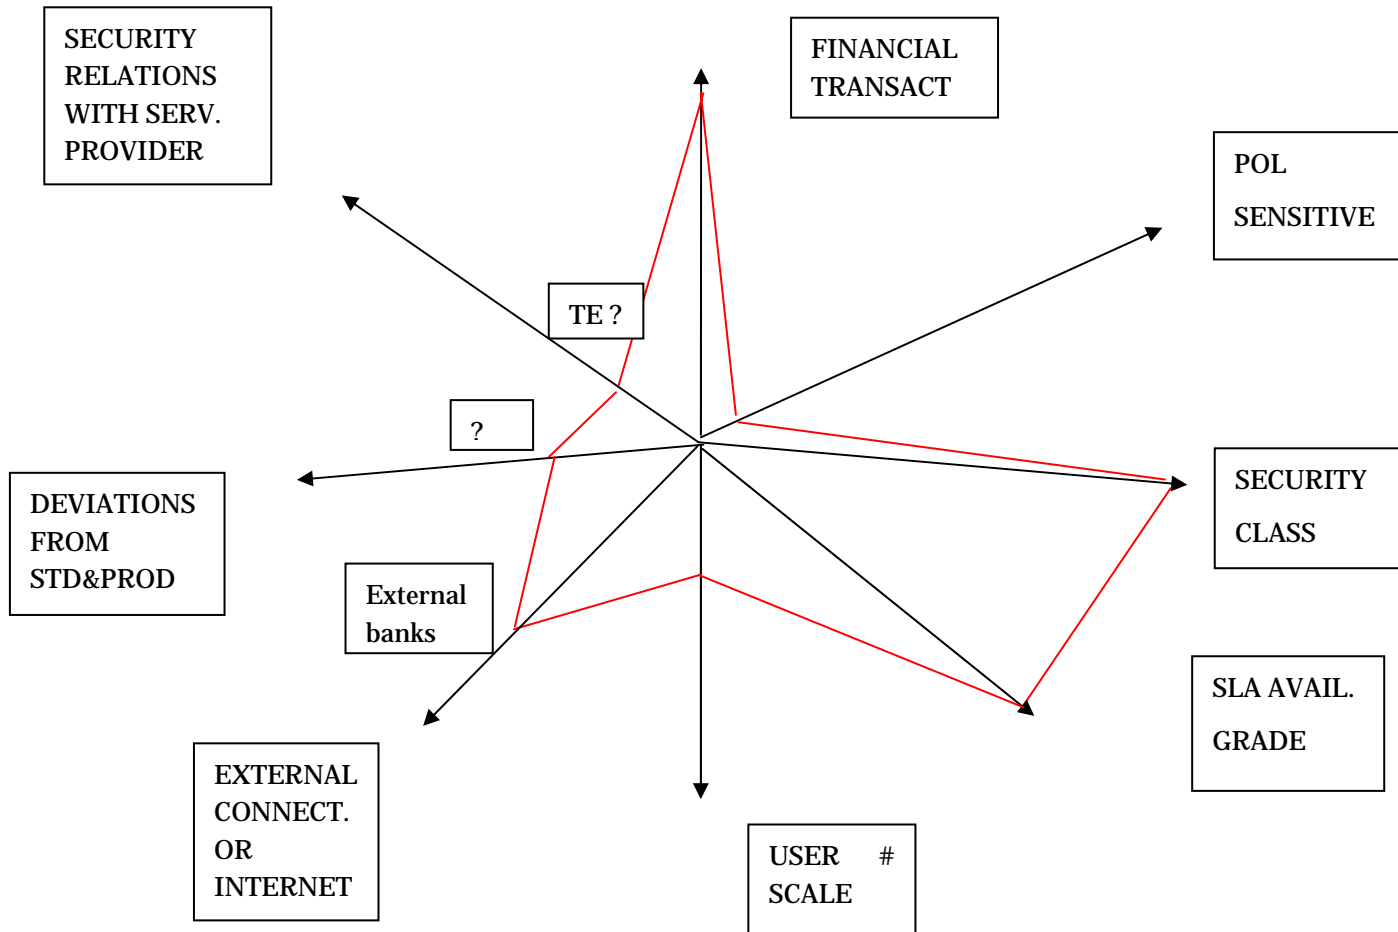 SECURITY
RELATIONS
WITH SERV.
PROVIDER
FINANCIAL
TRANSACT
POL
SENSITIVE
TE ?
?
SECURITY
CLASS
DEVIATIONS
FROM
STD&PROD
External
banks
SLA AVAIL.
GRADE
EXTERNAL
CONNECT.
OR
INTERNET
USER #
SCALE